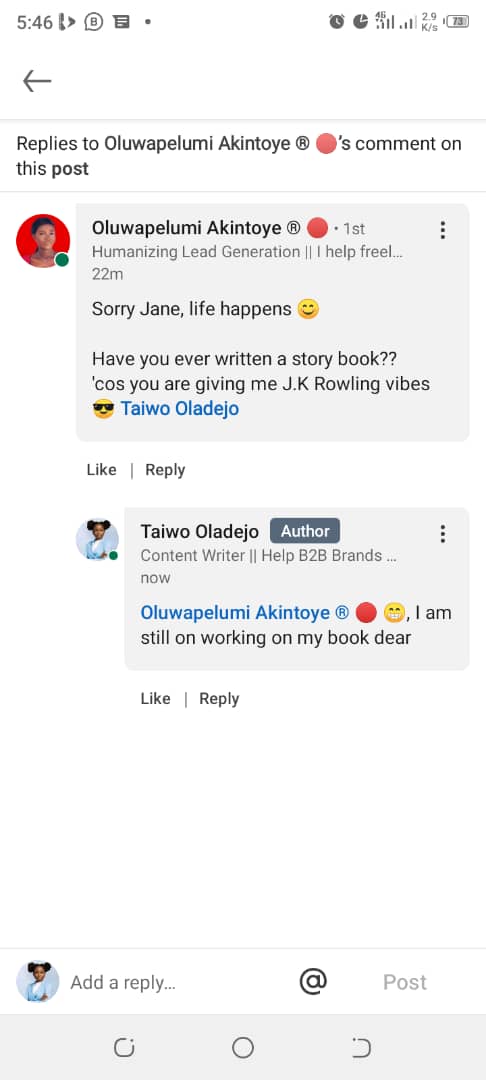 5:46
4G
2.9
K/s
73
Replies to Oluwapelumi Akintoye ® 🔴's comment on
this post
Oluwapelumi Akintoye ® 🔴 • 1st
Humanizing Lead Generation || I help freel...
22m
Sorry Jane, life happens 😊
Have you ever written a story book??
'cos you are giving me J.K Rowling vibes
😎 Taiwo Oladejo
Like | Reply
Taiwo Oladejo Author
Content Writer || Help B2B Brands ...
now
Oluwapelumi Akintoye ® 🔴 😁, I am
still on working on my book dear
Like | Reply
Add a reply... @ Post